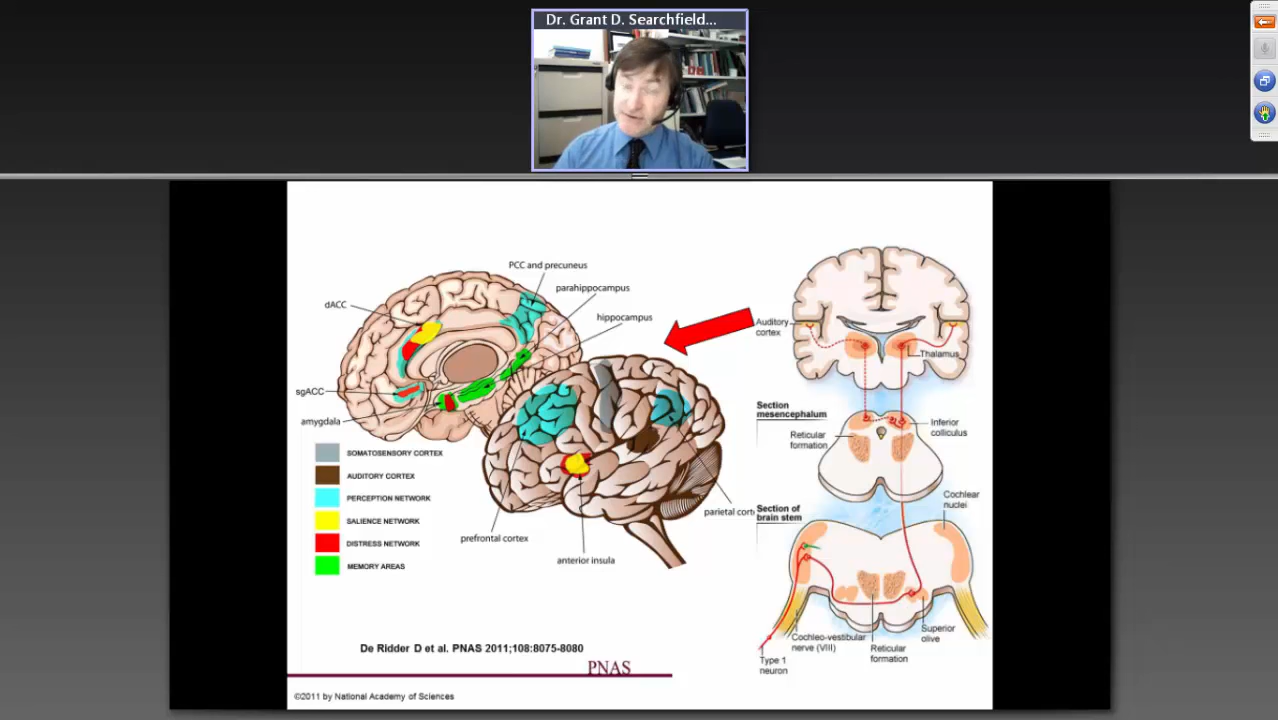 Dr. Grant D. Searchfield...
PCC and precuneus
parahippocampus
hippocampus
dACC
sgACC
amygdala
SOMATOSENSORY CORTEX
AUDITORY CORTEX
PERCEPTION NETWORK
SALIENCE NETWORK
DISTRESS NETWORK
MEMORY AREAS
prefrontal cortex
anterior insula
parietal cort
Auditory
cortex
Thalamus
Section
mesencephalum
Reticular
formation
Inferior
colliculus
Cochlear
nuclei
Section of
brain stem
Cochleo-vestibular
nerve (VIII)
Superior
olive
Reticular
formation
Type 1
neuron
De Ridder D et al. PNAS 2011;108:8075-8080
PNAS
©2011 by National Academy of Sciences